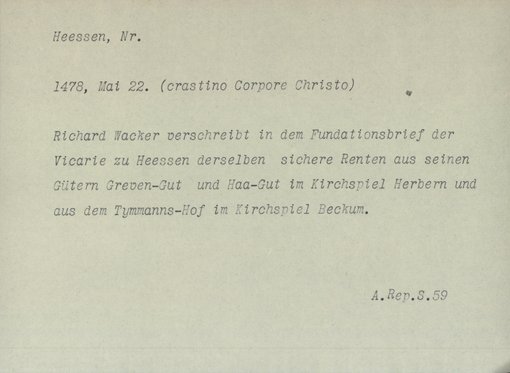 Heessen, Nr.
1478, Mai 22. (crastino Corpore Christo)
Richard Wacker verschreibt in dem Fundationsbrief der
Vicarie zu Heessen derselben sichere Renten aus seinen
Gütern Greven-Gut und Haa-Gut im Kirchspiel Herbern und
aus dem Tymmanns-Hof im Kirchspiel Beckum.
A.Rep.S.59